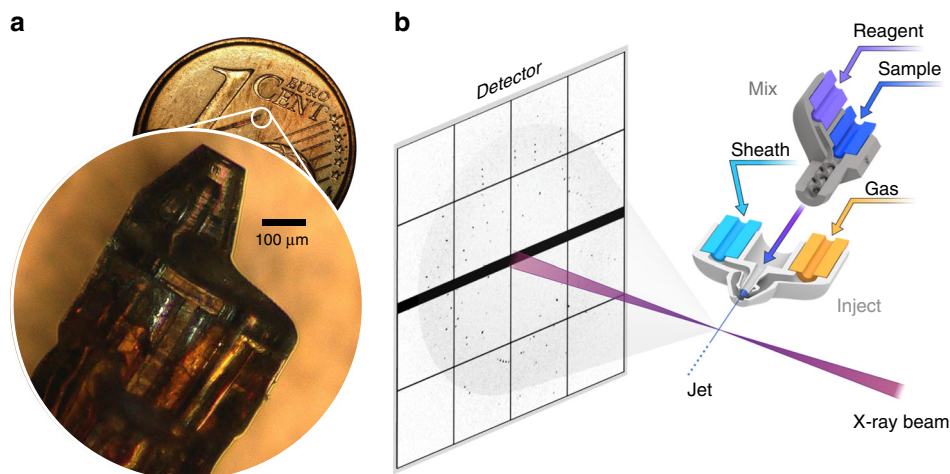 a
1
EURO
CENT
100 µm
b
Detector
Reagent
Sample
Mix
Sheath
Gas
Inject
Jet
X-ray beam